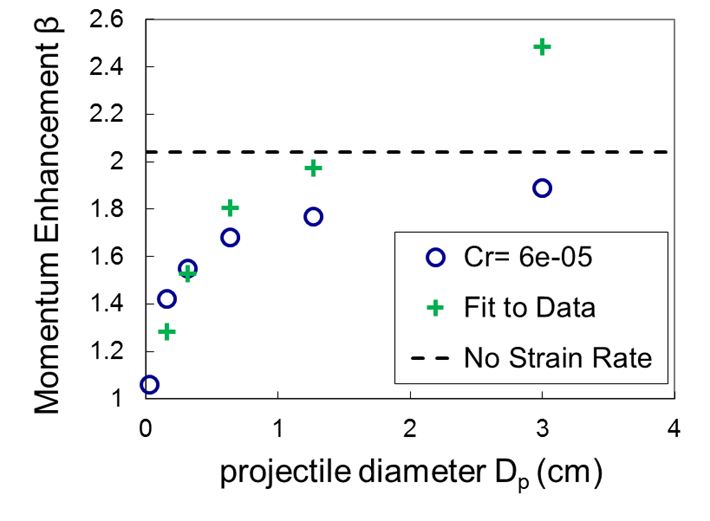 Momentum Enhancement β
2.6
2.4
2.2
2
1.8
1.6
1.4
1.2
1
0
1
2
3
4
Cr= 6e-05
Fit to Data
No Strain Rate
projectile diameter Dp (cm)